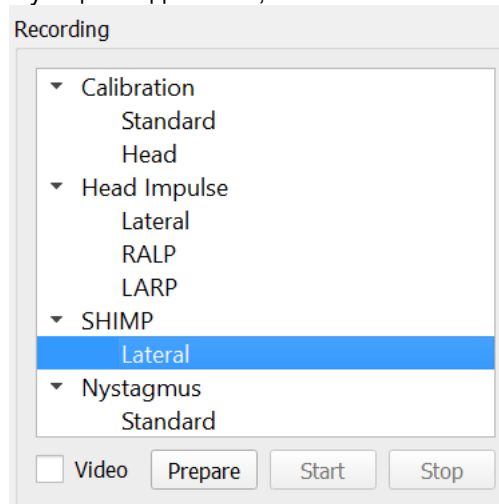 Recording
Calibration
Standard
Head
Head Impulse
Lateral
RALP
LARP
SHIMP
Lateral
Nystagmus
Standard
Video Prepare Start Stop